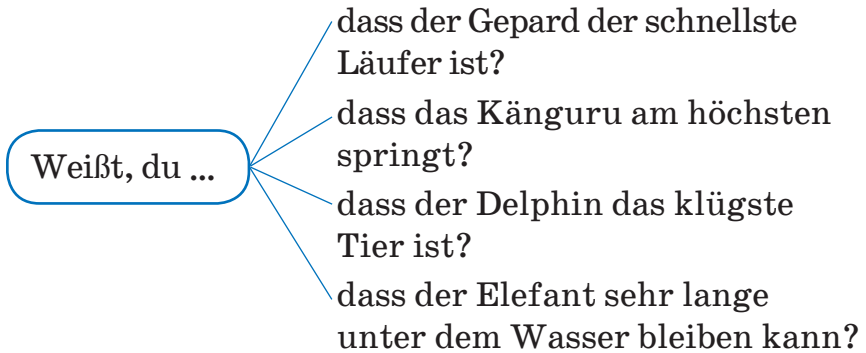 Weißt, du ...
dass der Gepard der schnellste
Läufer ist?
dass das Känguru am höchsten
springt?
dass der Delphin das klügste
Tier ist?
dass der Elefant sehr lange
unter dem Wasser bleiben kann?